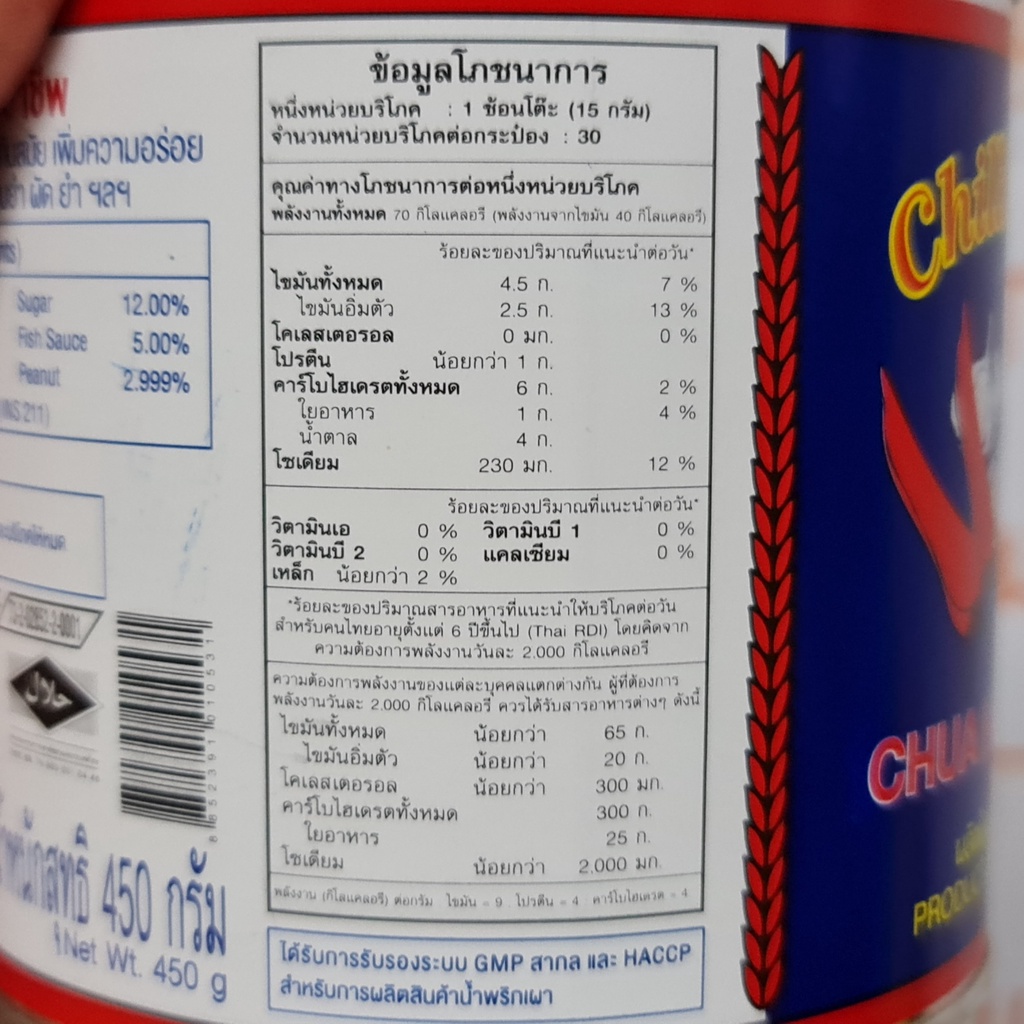 เพิ่มความอร่อย
ผัด ยำ ฯลฯ
Sugar 12.00%
Fish Sauce 5.00%
Peanut 2.999%
حلال
8 852391 010531
450 กรัม
Net Wt. 450 g
ข้อมูลโภชนาการ
หนึ่งหน่วยบริโภค : 1 ช้อนโต๊ะ (15 กรัม)
จำนวนหน่วยบริโภคต่อกระป๋อง : 30
คุณค่าทางโภชนาการต่อหนึ่งหน่วยบริโภค
พลังงานทั้งหมด 70 กิโลแคลอรี (พลังงานจากไขมัน 40 กิโลแคลอรี)
ร้อยละของปริมาณที่แนะนำต่อวัน*
ไขมันทั้งหมด 4.5 ก. 7 %
ไขมันอิ่มตัว 2.5 ก. 13 %
โคเลสเตอรอล 0 มก. 0 %
โปรตีน น้อยกว่า 1 ก.
คาร์โบไฮเดรตทั้งหมด 6 ก. 2 %
ใยอาหาร 1 ก. 4 %
น้ำตาล 4 ก.
โซเดียม 230 มก. 12 %
ร้อยละของปริมาณที่แนะนำต่อวัน*
วิตามินเอ 0 % วิตามินบี 1 0 %
วิตามินบี 2 0 % แคลเซียม 0 %
เหล็ก น้อยกว่า 2 %
*ร้อยละของปริมาณสารอาหารที่แนะนำให้บริโภคต่อวัน
สำหรับคนไทยอายุตั้งแต่ 6 ปีขึ้นไป (Thai RDI) โดยคิดจาก
ความต้องการพลังงานวันละ 2,000 กิโลแคลอรี
ความต้องการพลังงานของแต่ละบุคคลแตกต่างกัน ผู้ที่ต้องการ
พลังงานวันละ 2,000 กิโลแคลอรี ควรได้รับสารอาหารต่างๆ ดังนี้
ไขมันทั้งหมด น้อยกว่า 65 ก.
ไขมันอิ่มตัว น้อยกว่า 20 ก.
โคเลสเตอรอล น้อยกว่า 300 มก.
คาร์โบไฮเดรตทั้งหมด 300 ก.
ใยอาหาร 25 ก.
โซเดียม น้อยกว่า 2,000 มก.
พลังงาน (กิโลแคลอรี) ต่อกรัม ไขมัน = 9 . โปรตีน = 4 คาร์โบไฮเดรต = 4
ได้รับการรับรองระบบ GMP สากล และ HACCP
สำหรับการผลิตสินค้าน้ำพริกเผา